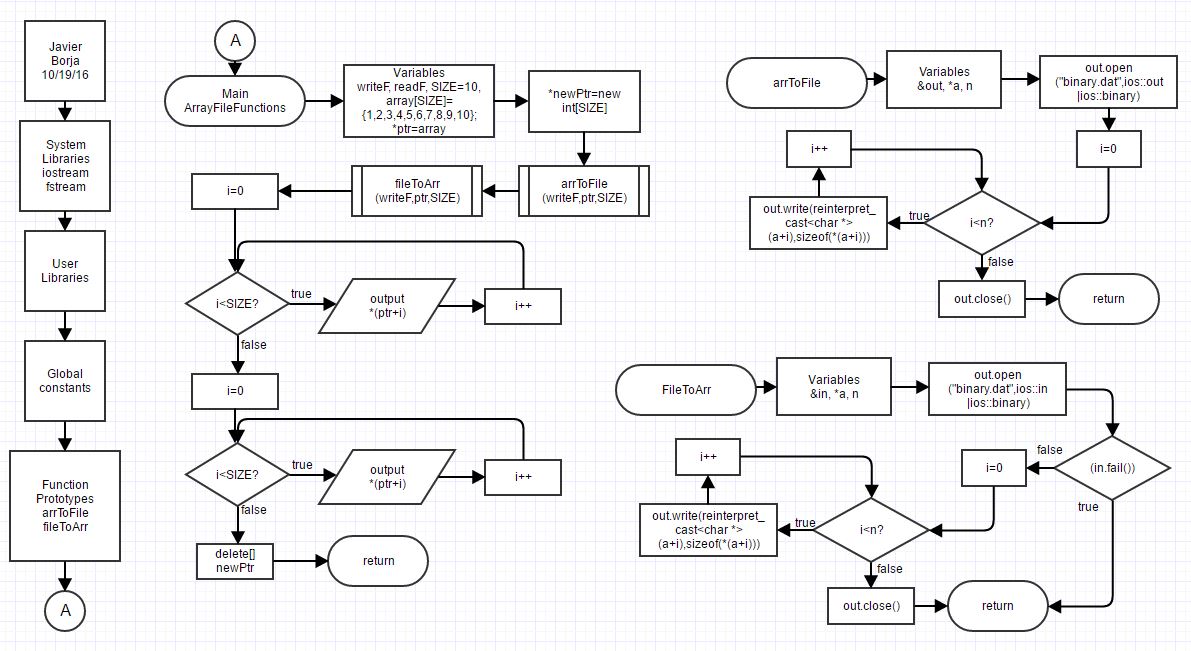 Javier
Borja
10/19/16
System
Libraries
iostream
fstream
User
Libraries
Global
constants
Function
Prototypes
arrToFile
fileToArr
A
A
Main
ArrayFileFunctions
Variables
writeF, readF, SIZE=10,
array[SIZE]=
{1,2,3,4,5,6,7,8,9,10};
*ptr=array
*newPtr=new
int[SIZE]
arrToFile
(writeF,ptr,SIZE)
fileToArr
(writeF,ptr,SIZE)
i=0
i<SIZE?
true
output
*(ptr+i)
i++
false
i=0
i<SIZE?
true
output
*(ptr+i)
i++
false
delete[]
newPtr
return
arrToFile
Variables
&out, *a, n
out.open
("binary.dat",ios::out
|ios::binary)
i=0
i<n?
true
out.write(reinterpret_
cast<char *>
(a+i),sizeof(*(a+i)))
i++
false
out.close()
return
FileToArr
Variables
&in, *a, n
out.open
("binary.dat",ios::in
|ios::binary)
(in.fail())
false
true
i=0
i<n?
true
out.write(reinterpret_
cast<char *>
(a+i),sizeof(*(a+i)))
i++
false
out.close()
return